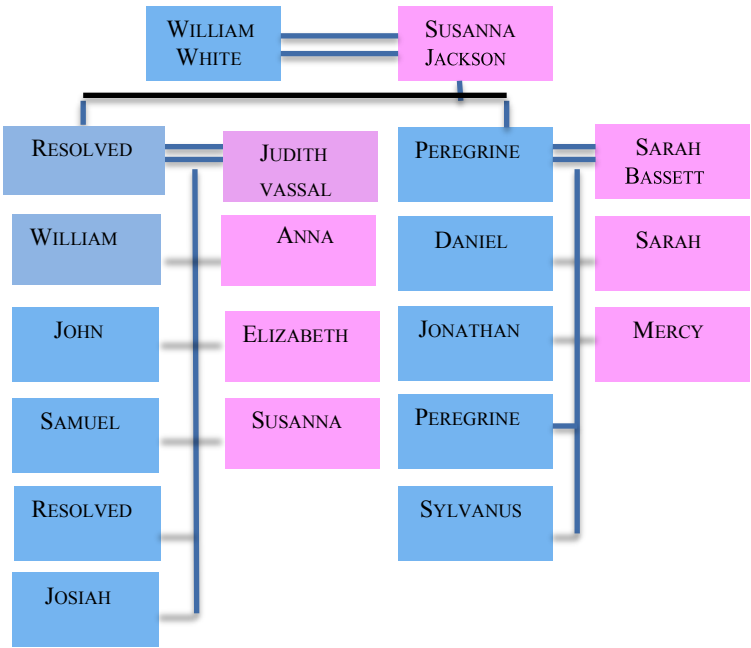 WILLIAM
WHITE
SUSANNA
JACKSON
RESOLVED
JUDITH
VASSAL
PEREGRINE
SARAH
BASSETT
WILLIAM
ANNA
DANIEL
SARAH
JOHN
ELIZABETH
JONATHAN
MERCY
SAMUEL
SUSANNA
PEREGRINE
RESOLVED
SYLVANUS
JOSIAH